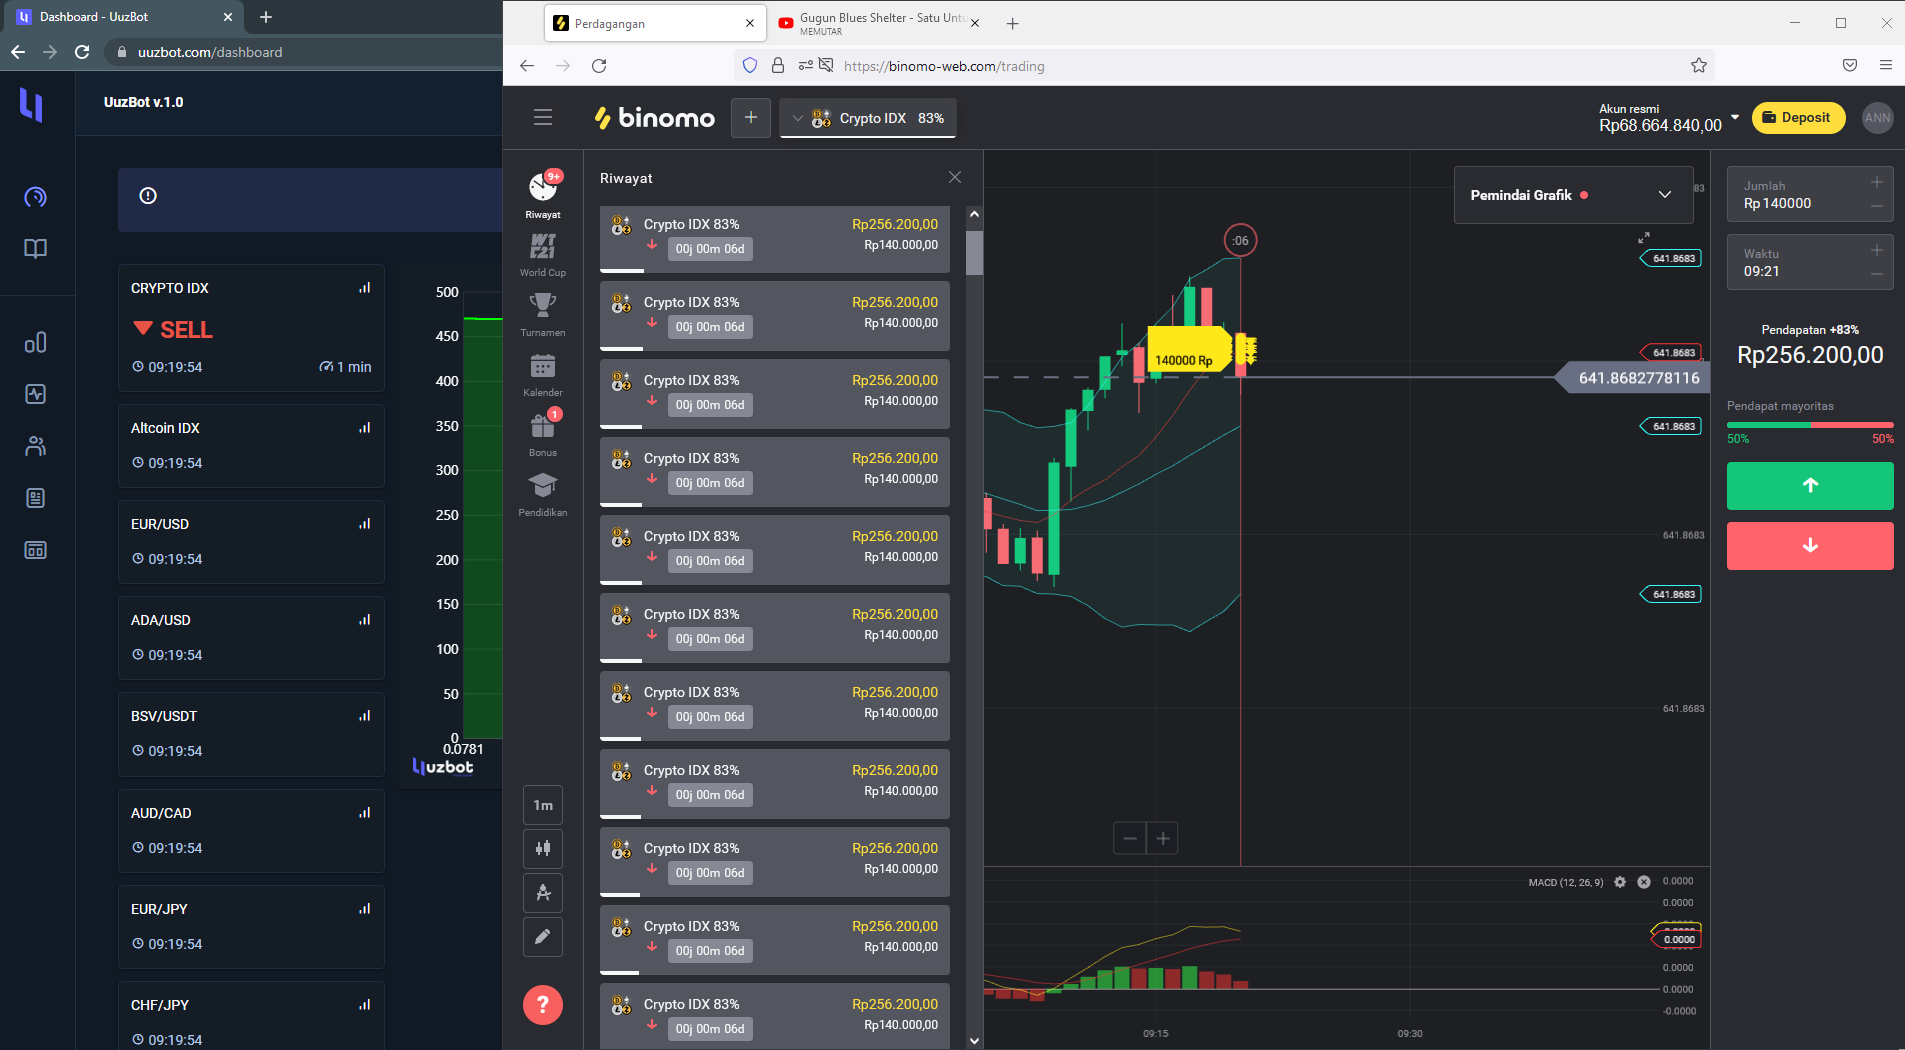 Dashboard - UuzBot
uuzbot.com/dashboard
UuzBot v.1.0
CRYPTO IDX
SELL
09:19:54
1 min
Altcoin IDX
09:19:54
EUR/USD
09:19:54
ADA/USD
09:19:54
BSV/USDT
09:19:54
AUD/CAD
09:19:54
EUR/JPY
09:19:54
CHF/JPY
09:19:54
500
450
400
350
300
250
200
150
100
50
0
0.0781
uuzbot
Perdagangan
Gugun Blues Shelter - Satu Untu
MEMUTAR
https://binomo-web.com/trading
binomo
Crypto IDX 83%
Akun resmi
Rp68.664.840,00
Deposit
ANN
9+
Riwayat
WTC21
World Cup
Turnamen
Kalender
1
Bonus
Pendidikan
1m
?
Riwayat
Crypto IDX 83% Rp256.200,00
00j 00m 06d Rp140.000,00
Crypto IDX 83% Rp256.200,00
00j 00m 06d Rp140.000,00
Crypto IDX 83% Rp256.200,00
00j 00m 06d Rp140.000,00
Crypto IDX 83% Rp256.200,00
00j 00m 06d Rp140.000,00
Crypto IDX 83% Rp256.200,00
00j 00m 06d Rp140.000,00
Crypto IDX 83% Rp256.200,00
00j 00m 06d Rp140.000,00
Crypto IDX 83% Rp256.200,00
00j 00m 06d Rp140.000,00
Crypto IDX 83% Rp256.200,00
00j 00m 06d Rp140.000,00
Crypto IDX 83% Rp256.200,00
00j 00m 06d Rp140.000,00
Crypto IDX 83% Rp256.200,00
00j 00m 06d Rp140.000,00
Crypto IDX 83% Rp256.200,00
00j 00m 06d Rp140.000,00
Pemindai Grafik
83
:06
641.8683
641.8683
140000 Rp
641.8682778116
641.8683
641.8683
641.8683
641.8683
MACD (12, 26, 9)
0.0000
0.0000
0.0000
0.0000
0.0000
-0.0000
09:15
09:30
Jumlah
Rp 140000
Waktu
09:21
Pendapatan +83%
Rp256.200,00
Pendapat mayoritas
50% 50%